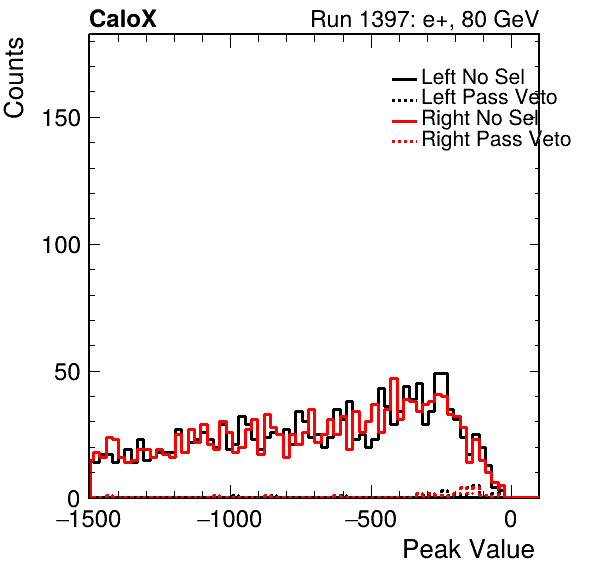 CaloX Run 1397: e+, 80 GeV
Counts
Left No Sel
Left Pass Veto
Right No Sel
Right Pass Veto
150
100
50
0
−1500 −1000 −500 0
Peak Value